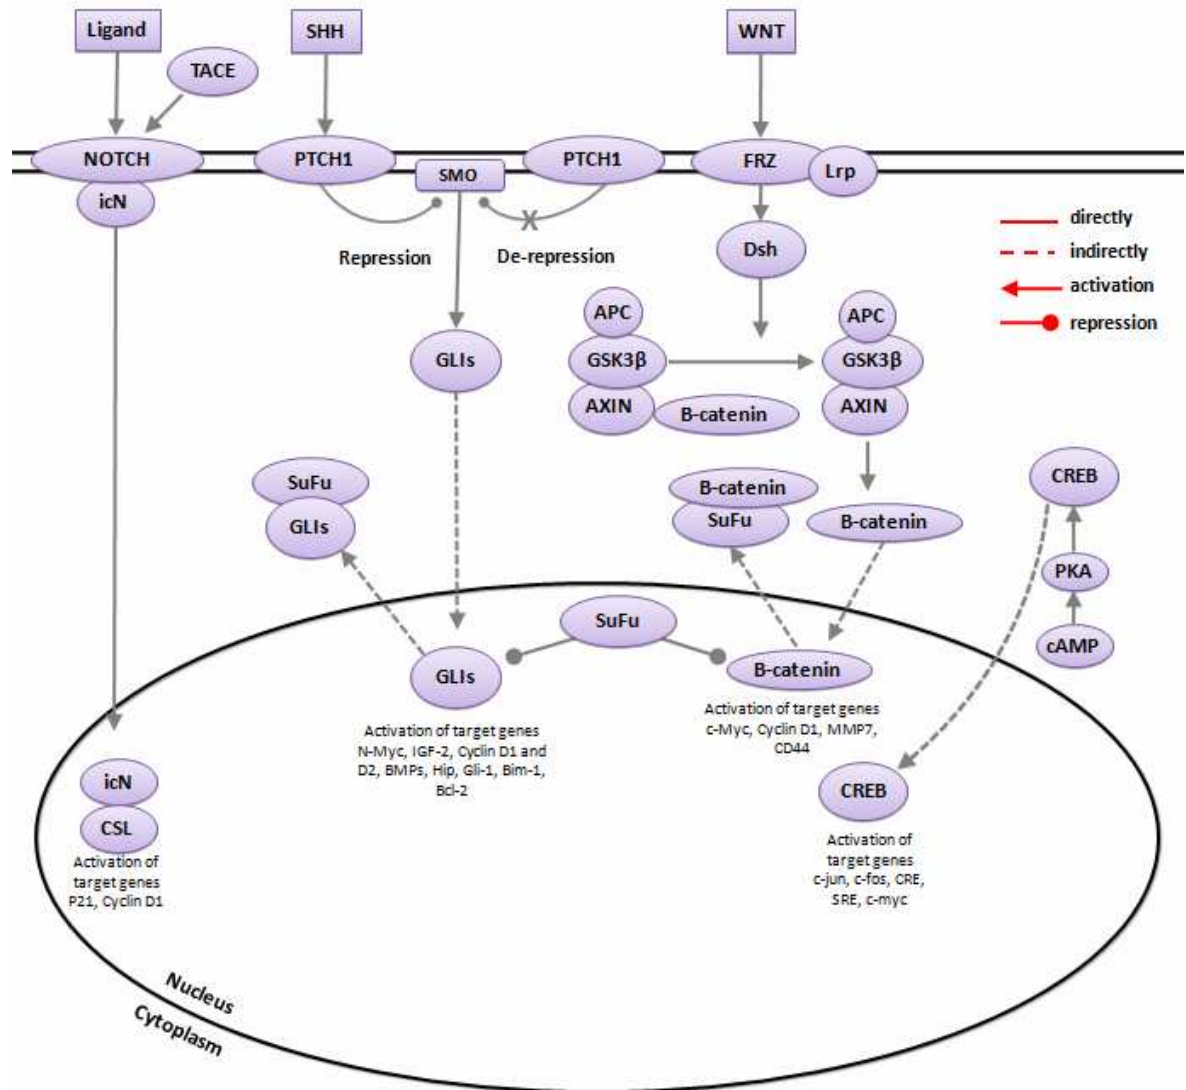 Ligand
SHH
WNT
TACE
NOTCH
PTCH1
SMO
PTCH1
FRZ
Lrp
icN
Repression
De-repression
Dsh
directly
indirectly
activation
repression
GLIs
APC
GSK3β
AXIN
B-catenin
APC
GSK3β
AXIN
SuFu
GLIs
B-catenin
SuFu
B-catenin
CREB
PKA
cAMP
SuFu
GLIs
B-catenin
Activation of target genes
N-Myc, IGF-2, Cyclin D1 and
D2, BMPs, Hip, Gli-1, Bim-1,
Bcl-2
Activation of target genes
c-Myc, Cyclin D1, MMP7,
CD44
icN
CSL
Activation of
target genes
P21, Cyclin D1
CREB
Activation of
target genes
c-jun, c-fos, CRE,
SRE, c-myc
Nucleus
Cytoplasm